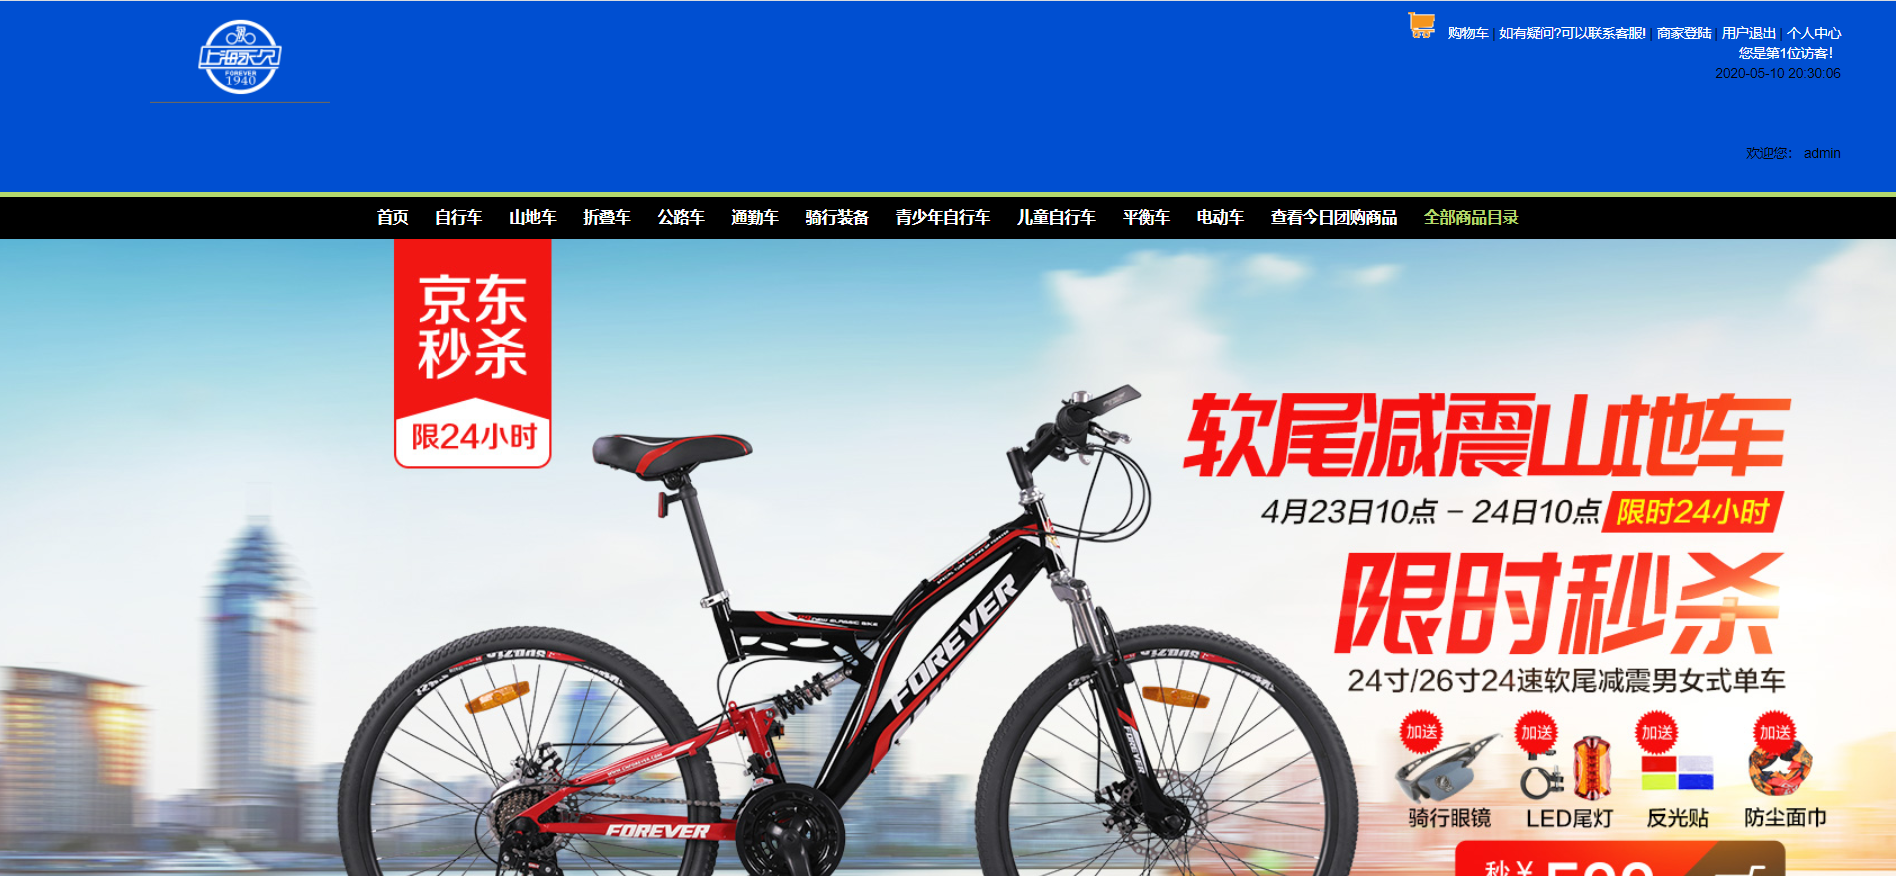 上海永久
FOREVER
1940
购物车 | 如有疑问?可以联系客服! | 商家登陆 | 用户退出 | 个人中心
您是第1位访客!
2020-05-10 20:30:06
欢迎您: admin
首页 自行车 山地车 折叠车 公路车 通勤车 骑行装备 青少年自行车 儿童自行车 平衡车 电动车 查看今日团购商品 全部商品目录
京东
秒杀
限24小时
软尾减震山地车
4月23日10点 - 24日10点 限时24小时
限时秒杀
24寸/26寸24速软尾减震男女式单车
加送 加送 加送 加送
骑行眼镜 LED尾灯 反光贴 防尘面巾
NEW CLASSIC BIKE
FOREVER
FOREVER
WWW.CNFOREVER.COM
FOREVER
秒¥